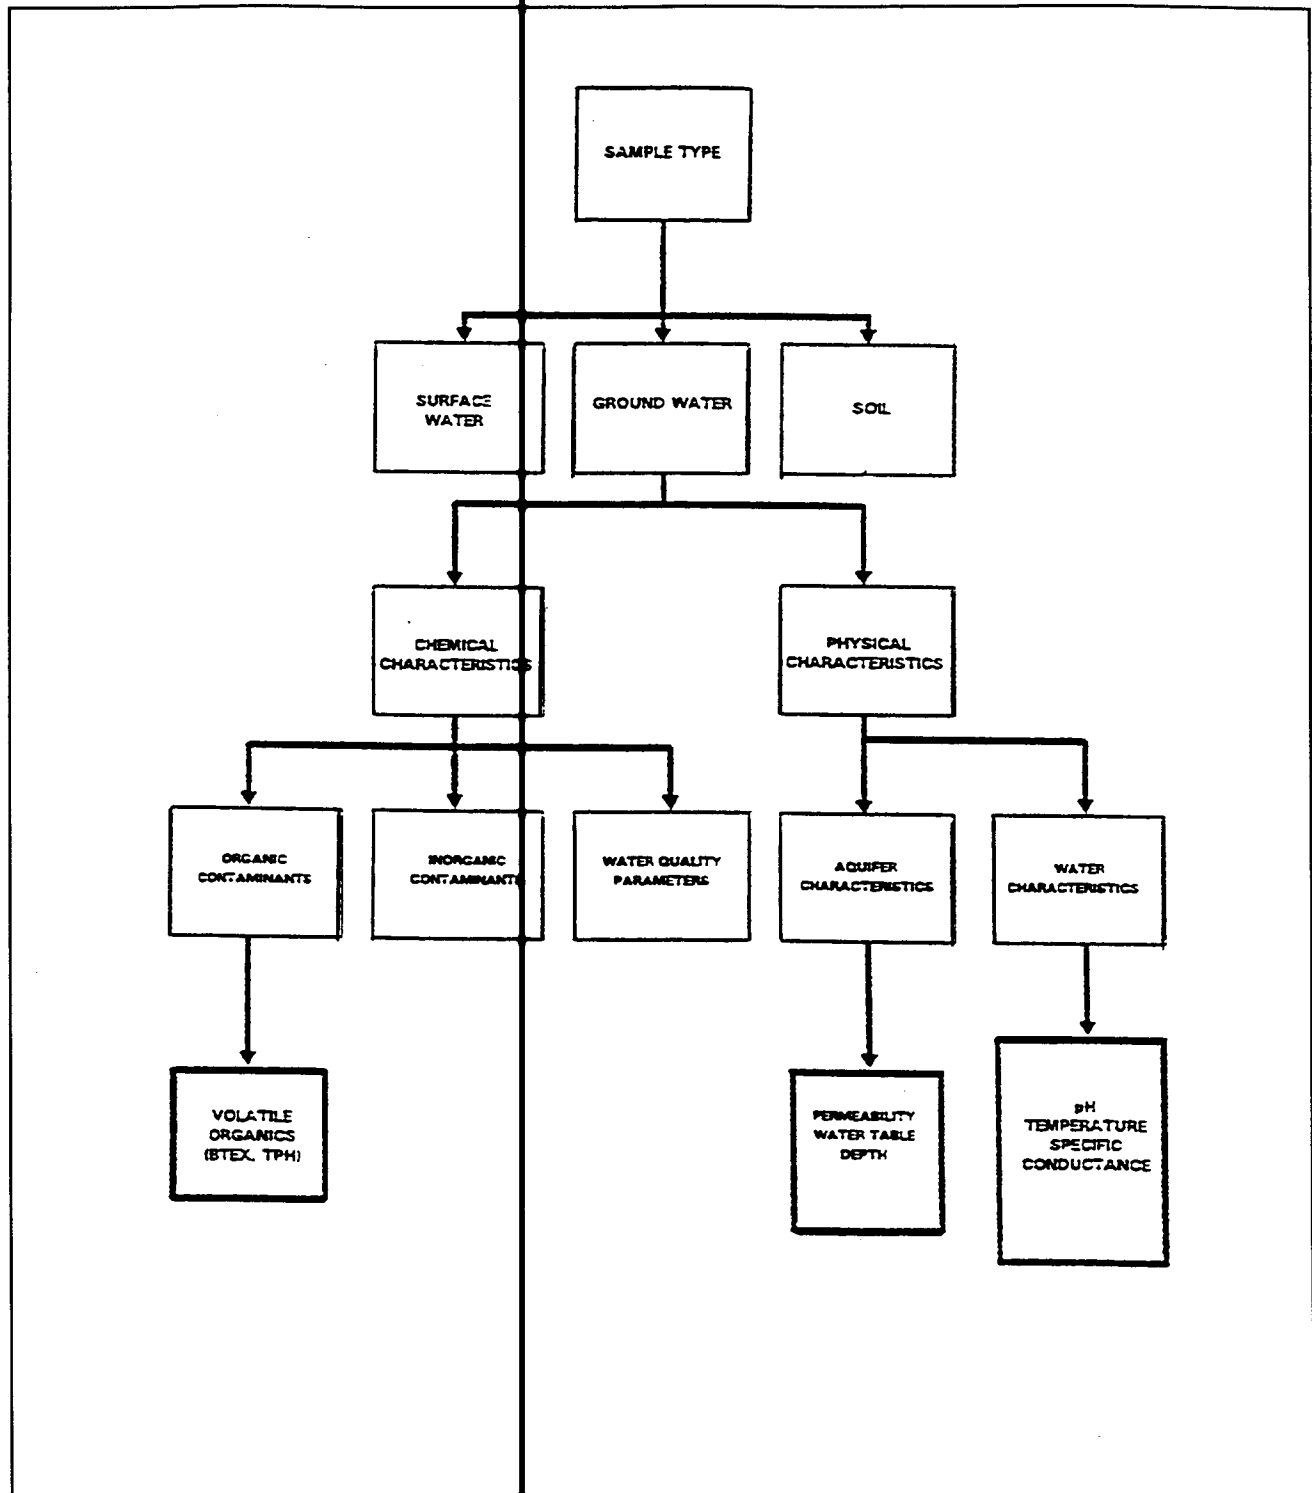 SAMPLE TYPE
SURFACE
WATER
GROUND WATER
SOIL
CHEMICAL
CHARACTERISTICS
PHYSICAL
CHARACTERISTICS
ORGANIC
CONTAMINANTS
INORGANIC
CONTAMINANTS
WATER QUALITY
PARAMETERS
AQUIFER
CHARACTERISTICS
WATER
CHARACTERISTICS
VOLATILE
ORGANICS
(BTEX, TPH)
PERMEABILITY
WATER TABLE
DEPTH
pH
TEMPERATURE
SPECIFIC
CONDUCTANCE